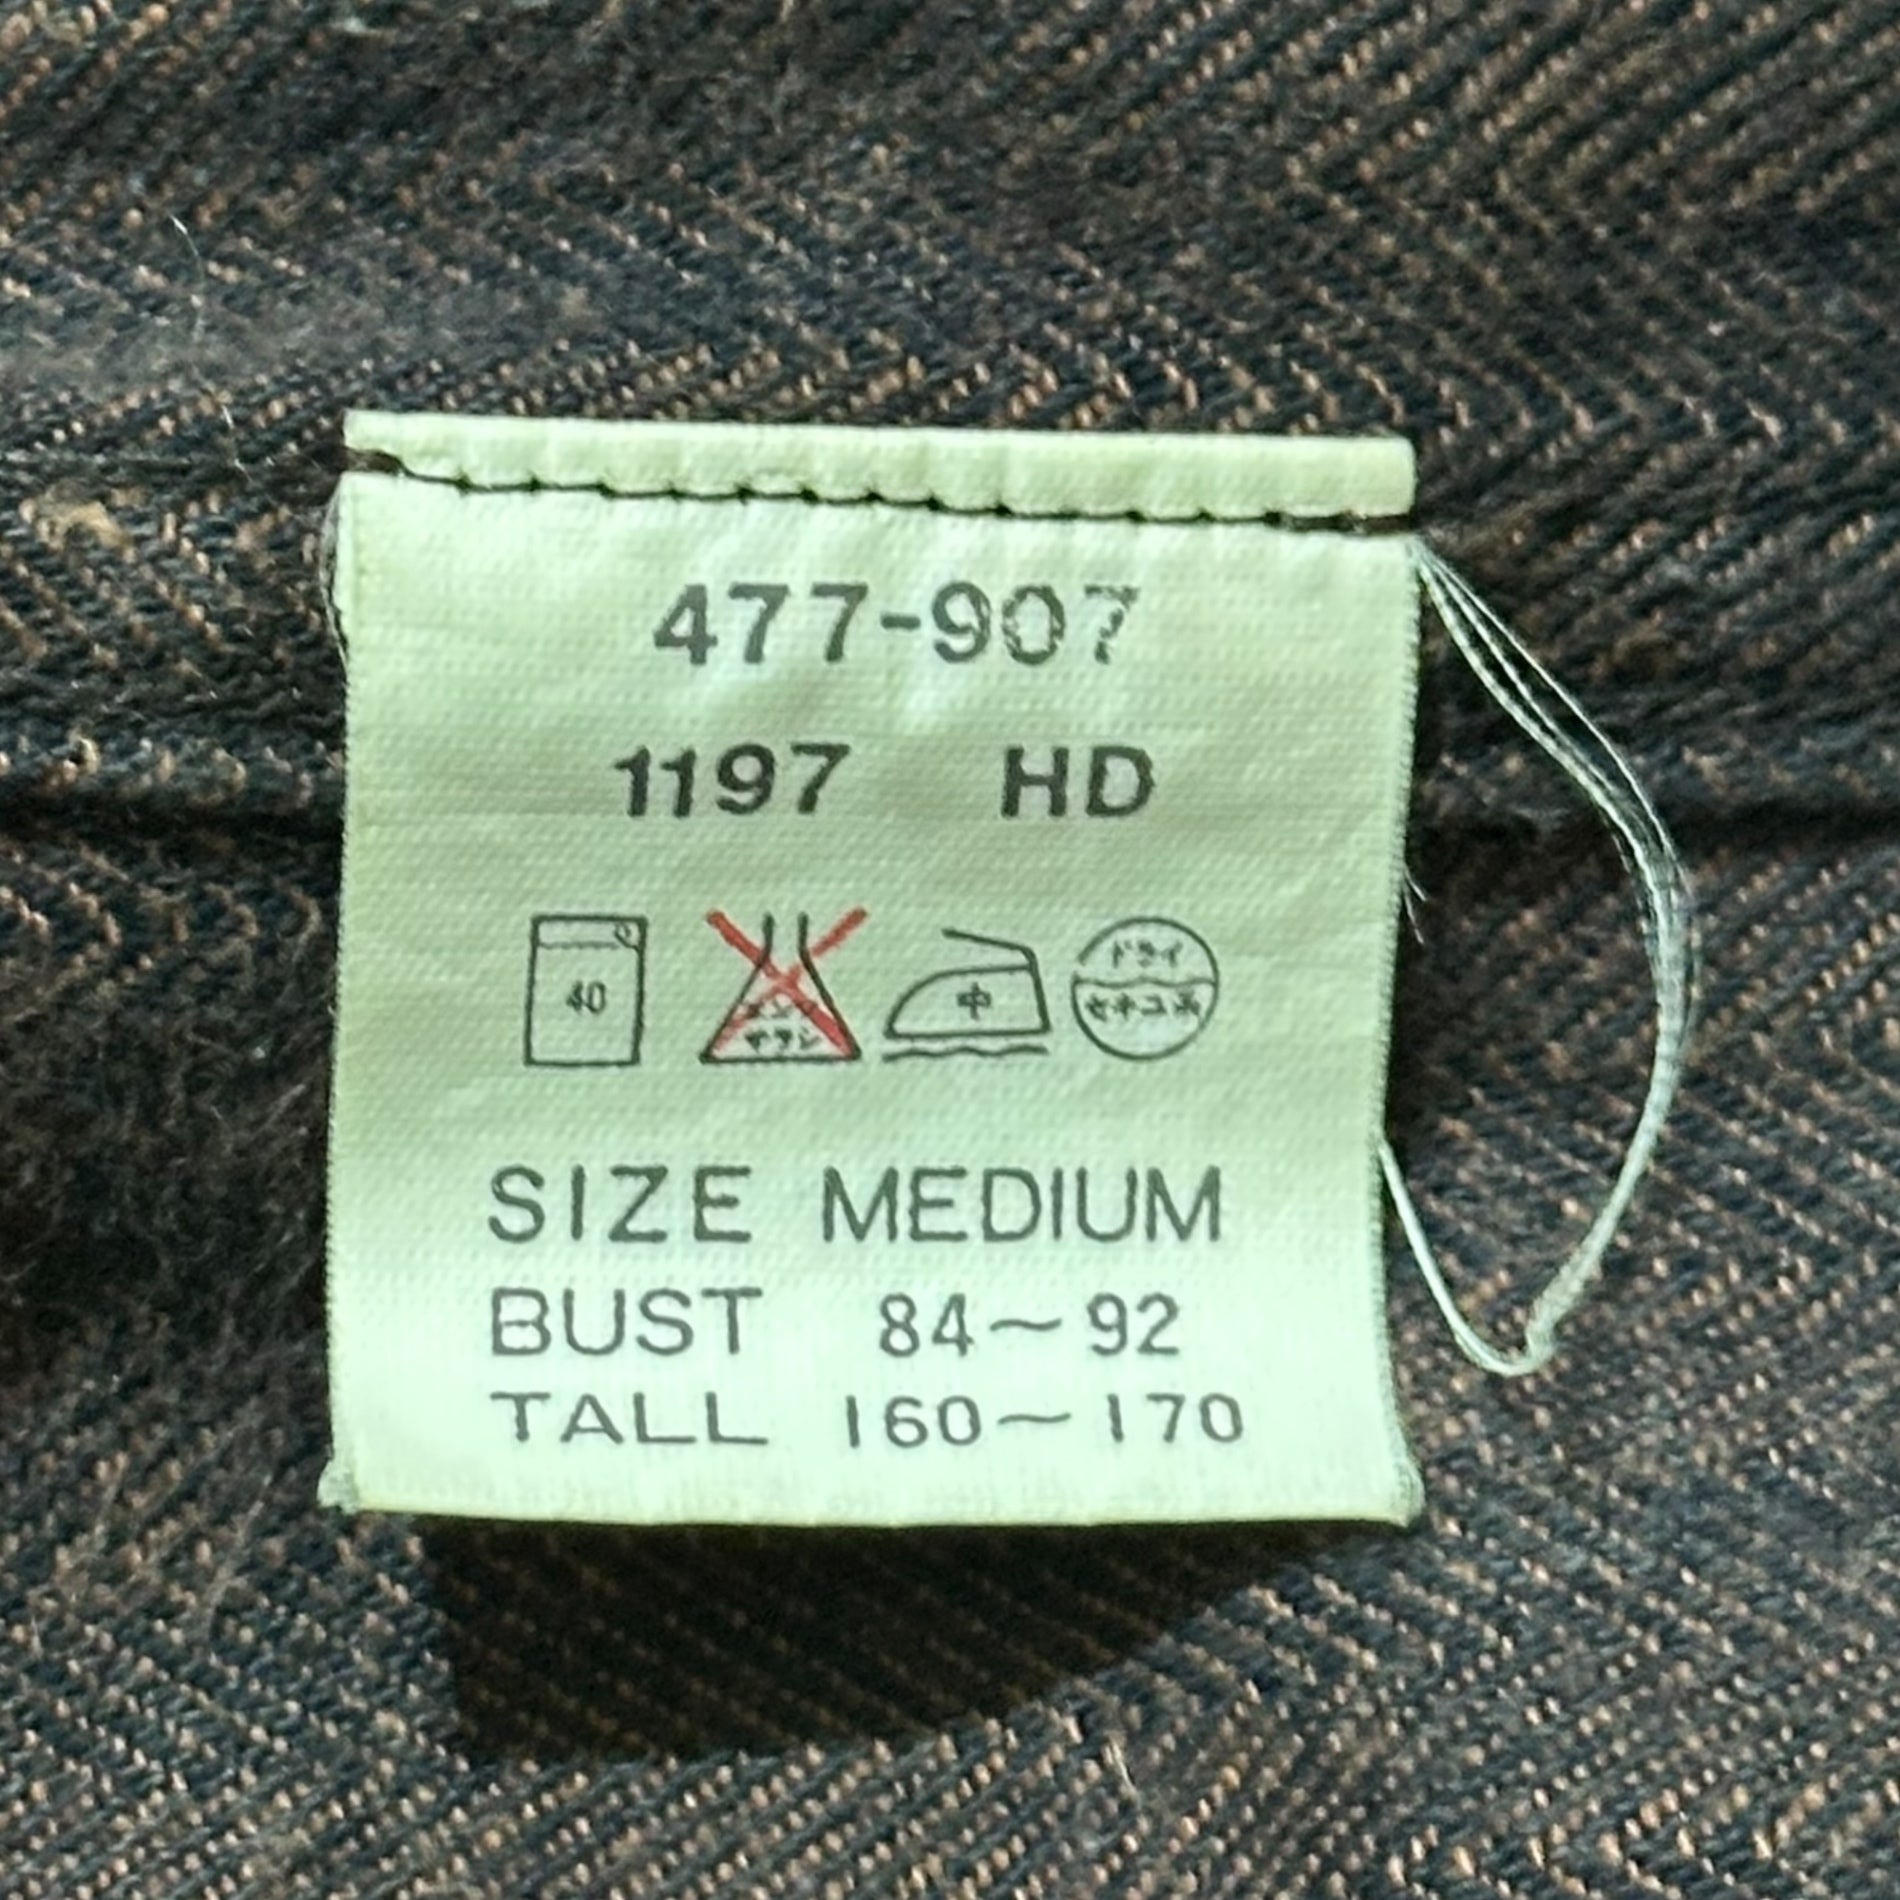 477-907
1197 HD
40
エンソ
サラシ
中
ドライ
セキユ系
SIZE MEDIUM
BUST 84~92
TALL 160~170